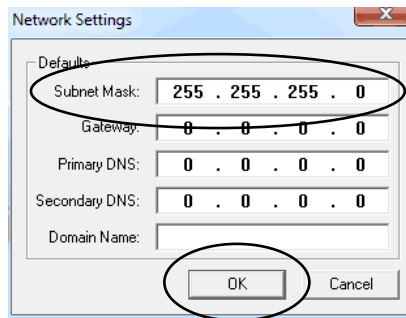 Network Settings
x
Defaults
Subnet Mask: 255 . 255 . 255 . 0
Gateway: 0 . 0 . 0 . 0
Primary DNS: 0 . 0 . 0 . 0
Secondary DNS: 0 . 0 . 0 . 0
Domain Name:
OK Cancel